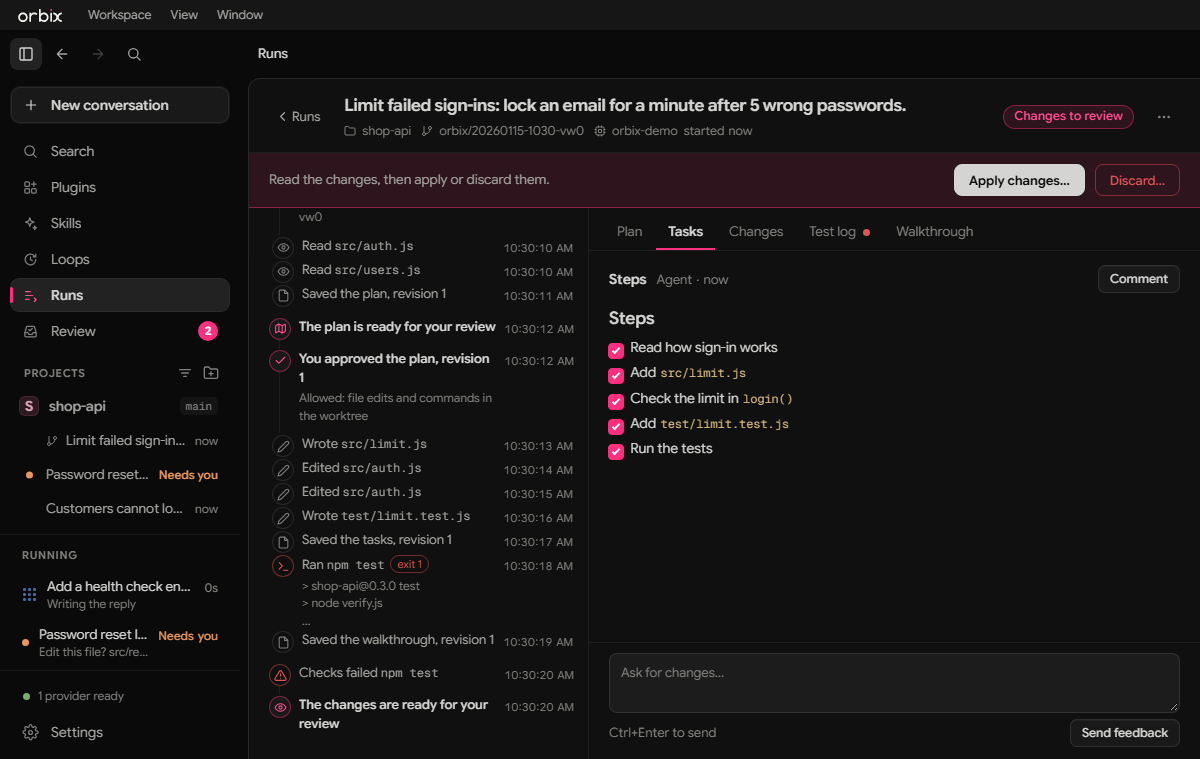 orbix Workspace View Window
Runs
New conversation
Search
Plugins
Skills
Loops
Runs
Review 2
PROJECTS
S shop-api main
Limit failed sign-in... now
Password reset... Needs you
Customers cannot lo... now
RUNNING
Add a health check en... 0s
Writing the reply
Password reset l... Needs you
Edit this file? src/re...
1 provider ready
Settings
Runs
Limit failed sign-ins: lock an email for a minute after 5 wrong passwords.
shop-api orbix/20260115-1030-vw0 orbix-demo started now
Changes to review
Read the changes, then apply or discard them.
Apply changes...
Discard...
vw0
Read src/auth.js 10:30:10 AM
Read src/users.js 10:30:10 AM
Saved the plan, revision 1 10:30:11 AM
The plan is ready for your review 10:30:12 AM
You approved the plan, revision 10:30:12 AM
1
Allowed: file edits and commands in
the worktree
Wrote src/limit.js 10:30:13 AM
Edited src/auth.js 10:30:14 AM
Edited src/auth.js 10:30:15 AM
Wrote test/limit.test.js 10:30:16 AM
Saved the tasks, revision 1 10:30:17 AM
Ran npm test exit 1 10:30:18 AM
> shop-api@0.3.0 test
> node verify.js
...
Saved the walkthrough, revision 1 10:30:19 AM
Checks failed npm test 10:30:20 AM
The changes are ready for your 10:30:20 AM
review
Plan Tasks Changes Test log Walkthrough
Steps Agent · now
Comment
Steps
Read how sign-in works
Add src/limit.js
Check the limit in login()
Add test/limit.test.js
Run the tests
Ask for changes...
Ctrl+Enter to send
Send feedback